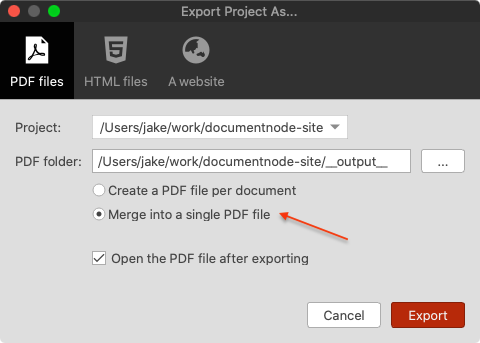 Export Project As...
PDF files HTML files A website
Project: /Users/jake/work/documentnode-site
PDF folder: /Users/jake/work/documentnode-site/__output__ ...
Create a PDF file per document
Merge into a single PDF file
Open the PDF file after exporting
Cancel Export